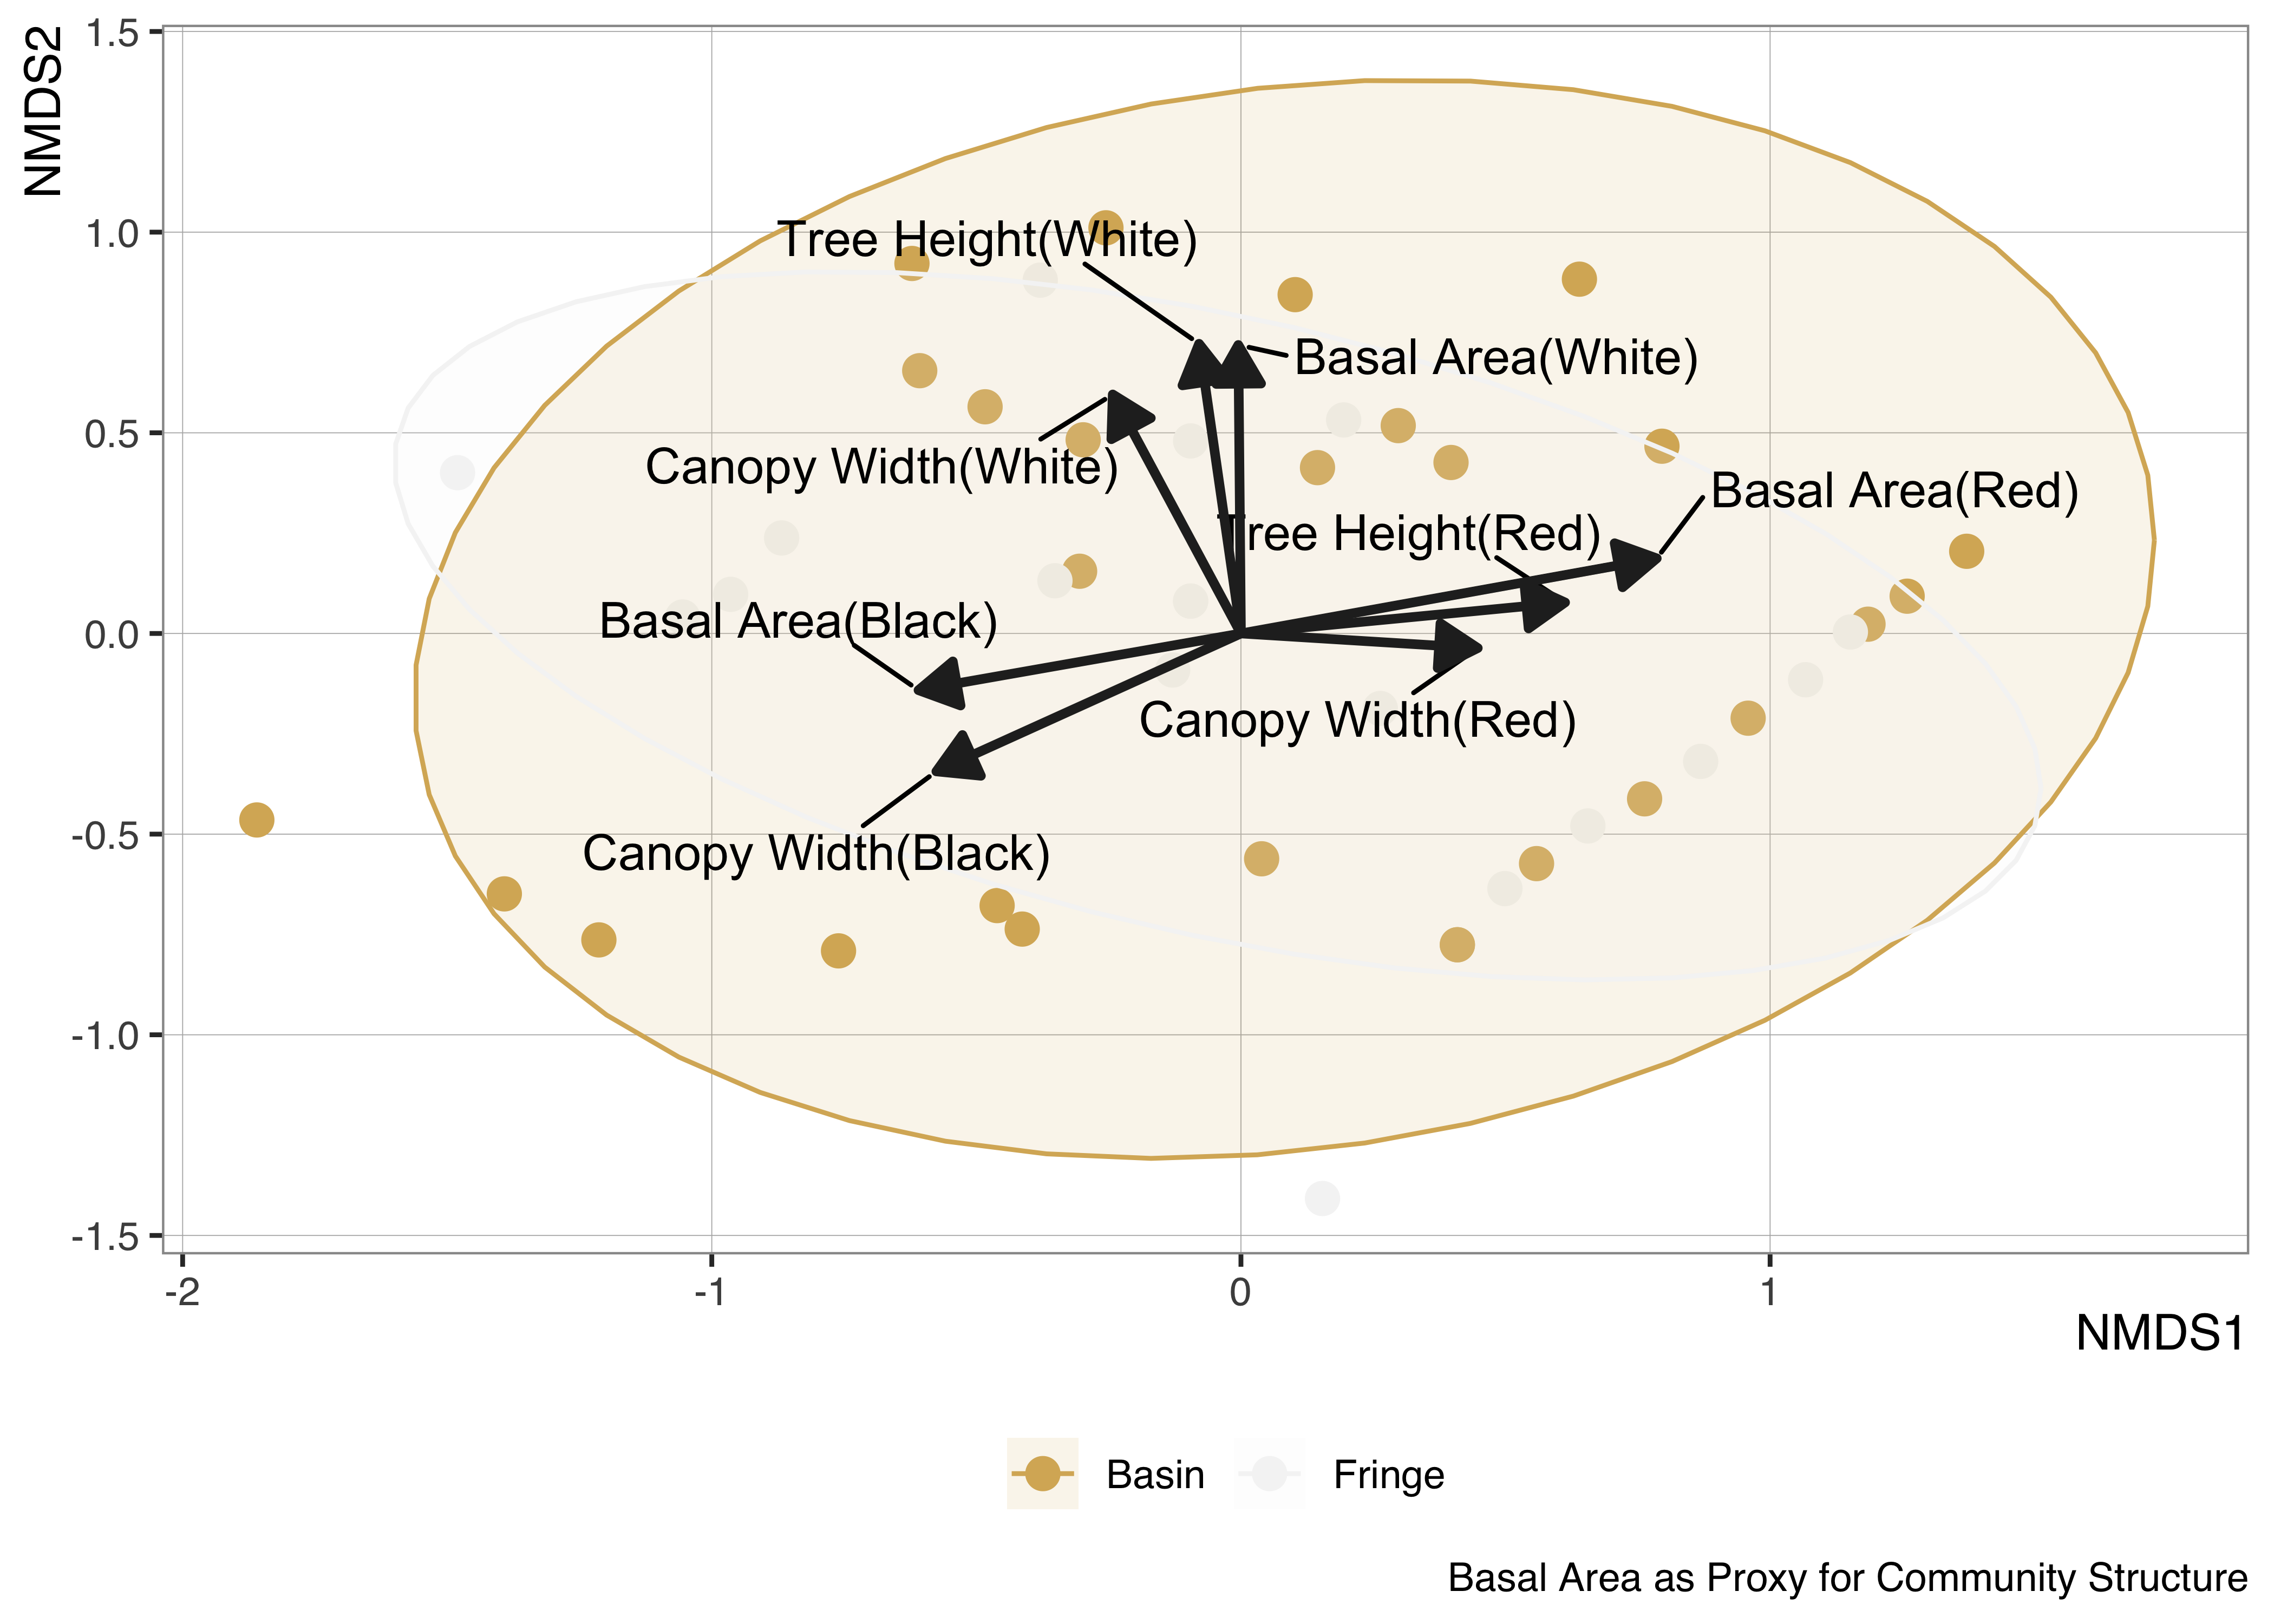 NMDS2
1.5
1.0
0.5
0.0
-0.5
-1.0
-1.5
Tree Height(White)
Basal Area(White)
Canopy Width(White)
Basal Area(Red)
Tree Height(Red)
Basal Area(Black)
Canopy Width(Red)
Canopy Width(Black)
-2
-1
0
1
NMDS1
Basin
Fringe
Basal Area as Proxy for Community Structure